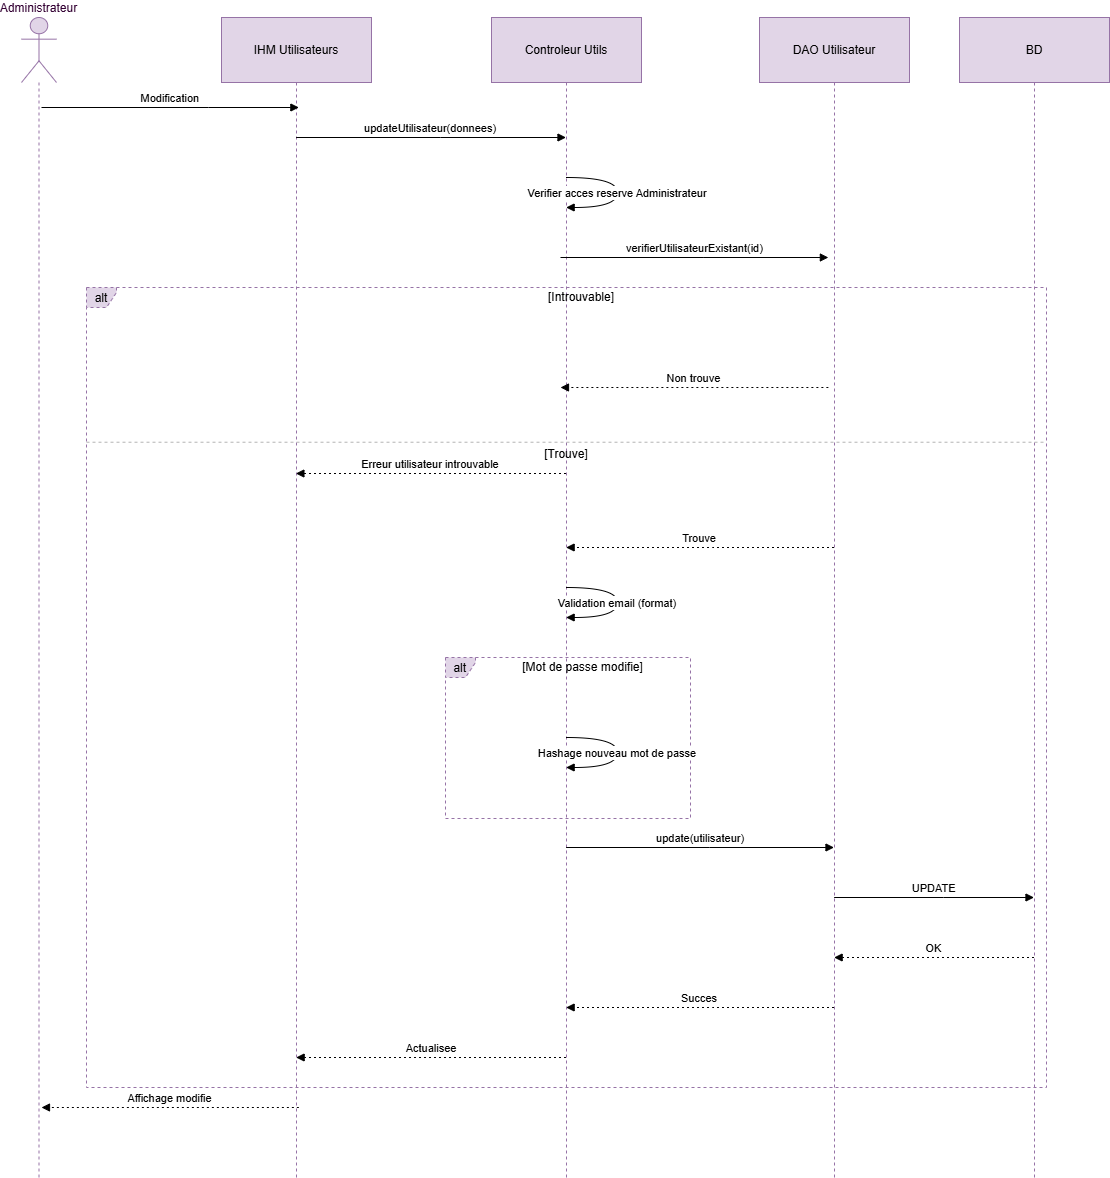 Administrateur
IHM Utilisateurs
Controleur Utils
DAO Utilisateur
BD
Modification
updateUtilisateur(donnees)
Verifier acces reserve Administrateur
verifierUtilisateurExistant(id)
alt
[Introuvable]
Non trouve
[Trouve]
Erreur utilisateur introuvable
Trouve
Validation email (format)
alt
[Mot de passe modifie]
Hashage nouveau mot de passe
update(utilisateur)
UPDATE
OK
Succes
Actualisee
Affichage modifie